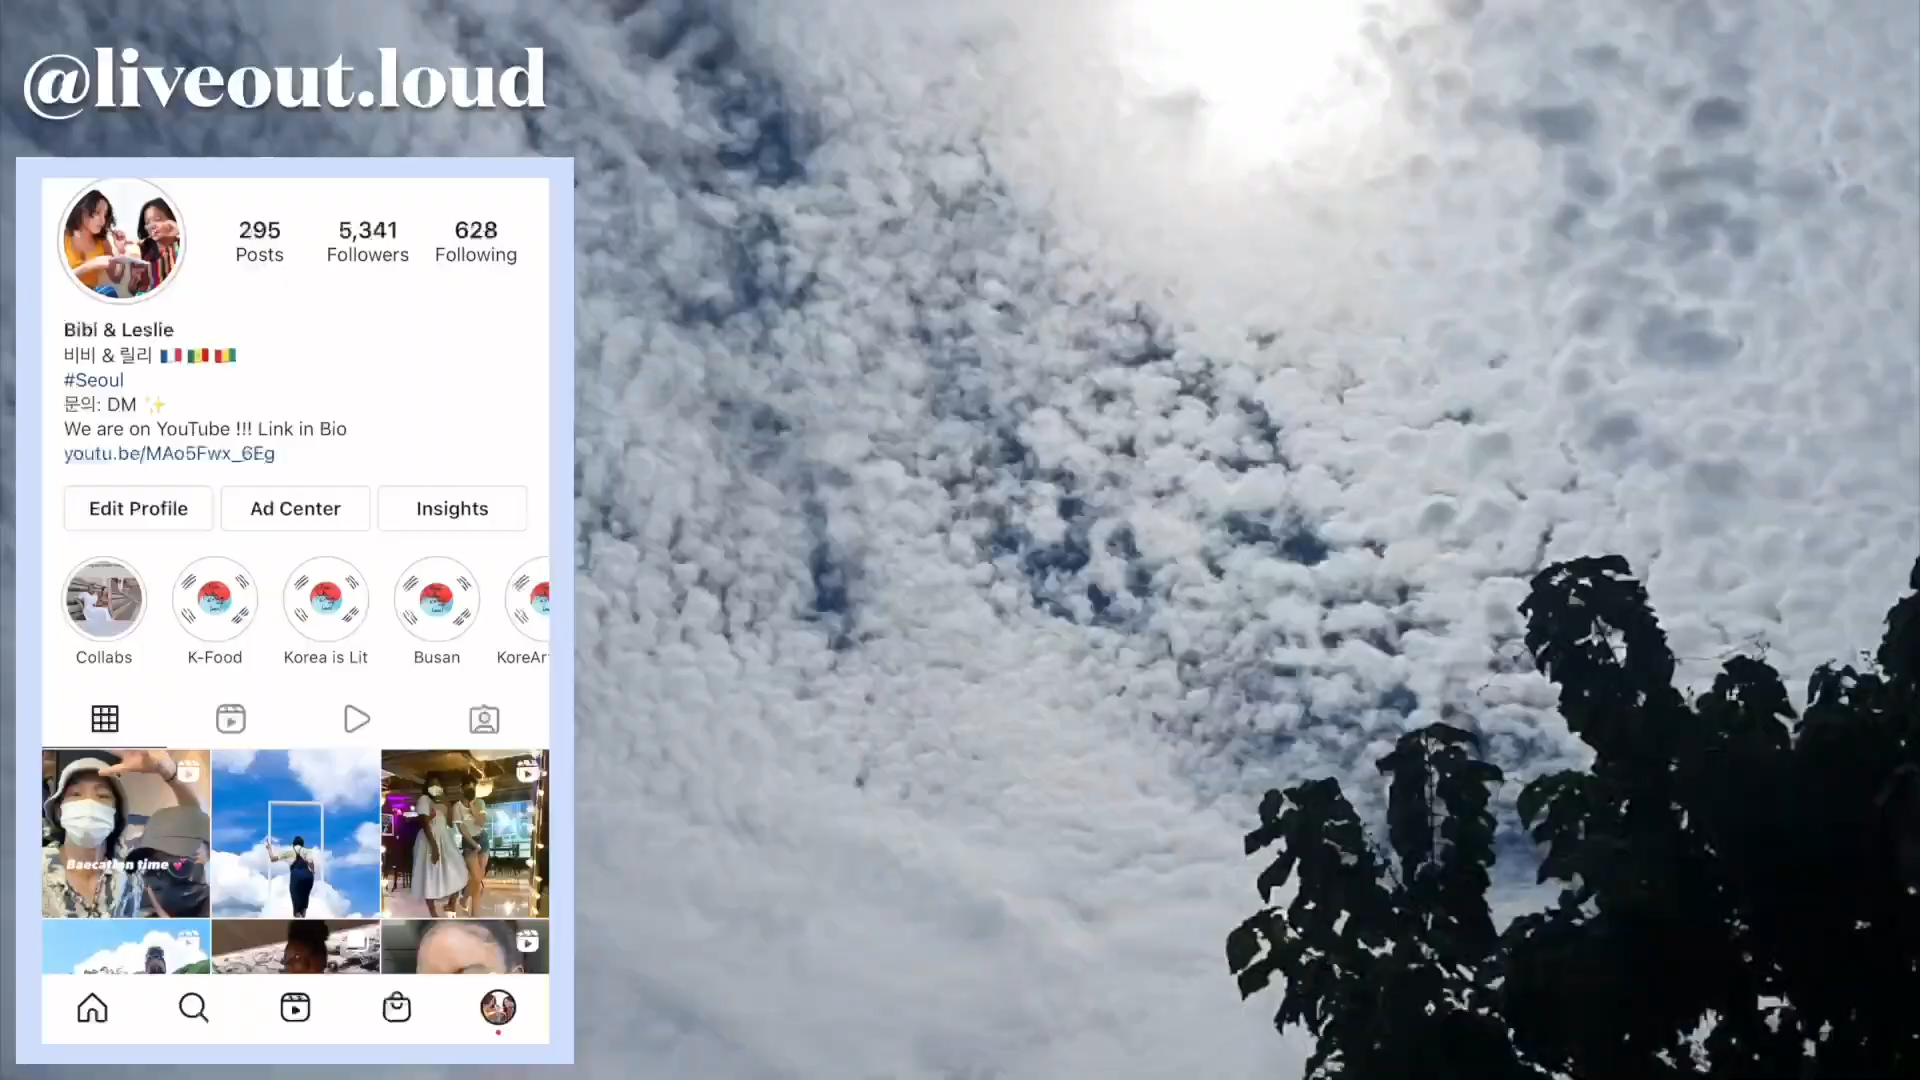 @liveout.loud
295 5,341 628
Posts Followers Following
Bibi & Leslie
비비 & 릴리
#Seoul
문의: DM
We are on YouTube !!! Link in Bio
youtu.be/MAo5Fwx_6Eg
Edit Profile Ad Center Insights
Collabs K-Food Korea is Lit Busan KoreAr
Baecation time